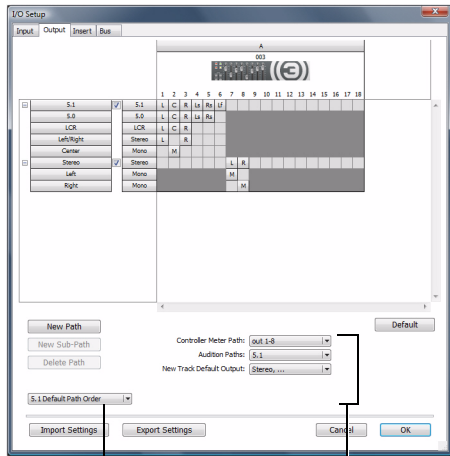 I/O Setup
Input Output Insert Bus
A
003
1 2 3 4 5 6 7 8 9 10 11 12 13 14 15 16 17 18
5.1 5.1 L C R Ls Rs Lf
5.0 5.0 L C R Ls Rs
LCR LCR L C R
Left/Right Stereo L R
Center Mono M
Stereo Stereo L R
Left Mono M
Right Mono M
New Path
Default
New Sub-Path
Controller Meter Path: out 1-8
Delete Path
Audition Paths: 5.1
New Track Default Output: Stereo, ...
5.1 Default Path Order
Import Settings Export Settings Cancel OK